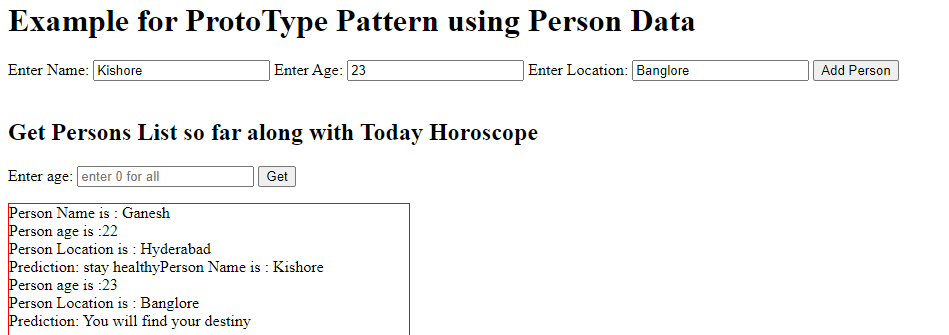 Example for ProtoType Pattern using Person Data
Enter Name: Kishore Enter Age: 23 Enter Location: Banglore Add Person
Get Persons List so far along with Today Horoscope
Enter age: enter 0 for all Get
Person Name is : Ganesh
Person age is :22
Person Location is : Hyderabad
Prediction: stay healthyPerson Name is : Kishore
Person age is :23
Person Location is : Banglore
Prediction: You will find your destiny